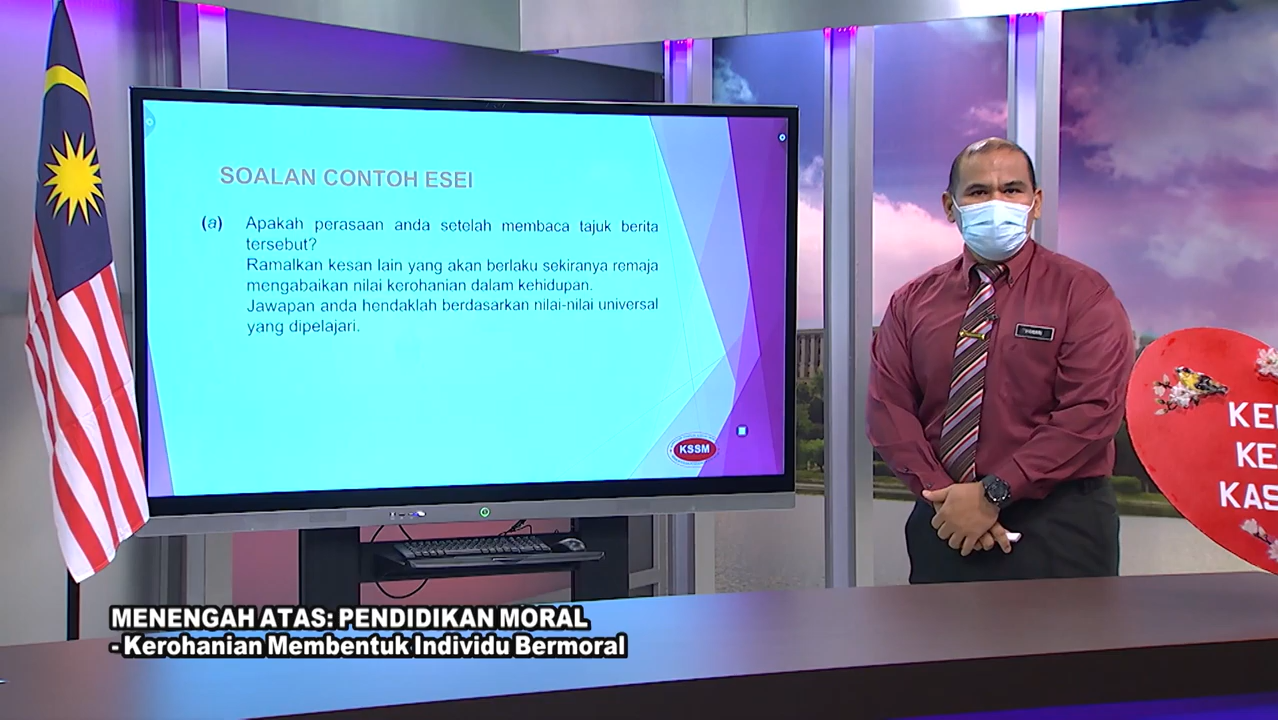 SOALAN CONTOH ESEI
(a) Apakah perasaan anda setelah membaca tajuk berita
tersebut?
Ramalkan kesan lain yang akan berlaku sekiranya remaja
mengabaikan nilai kerohanian dalam kehidupan.
Jawapan anda hendaklah berdasarkan nilai-nilai universal
yang dipelajari.
KSSM
KE
KE
KAS
MENENGAH ATAS: PENDIDIKAN MORAL
- Kerohanian Membentuk Individu Bermoral